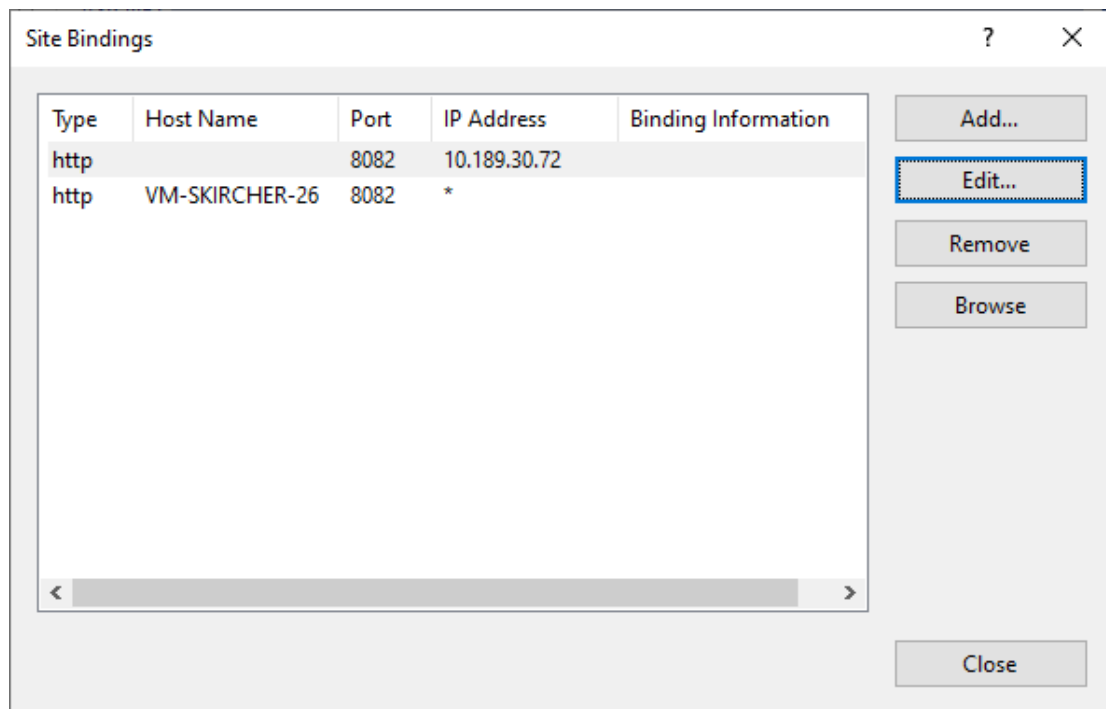 Site Bindings ?
Type Host Name Port IP Address Binding Information
http 8082 10.189.30.72
http VM-SKIRCHER-26 8082 *
Add...
Edit...
Remove
Browse
Close